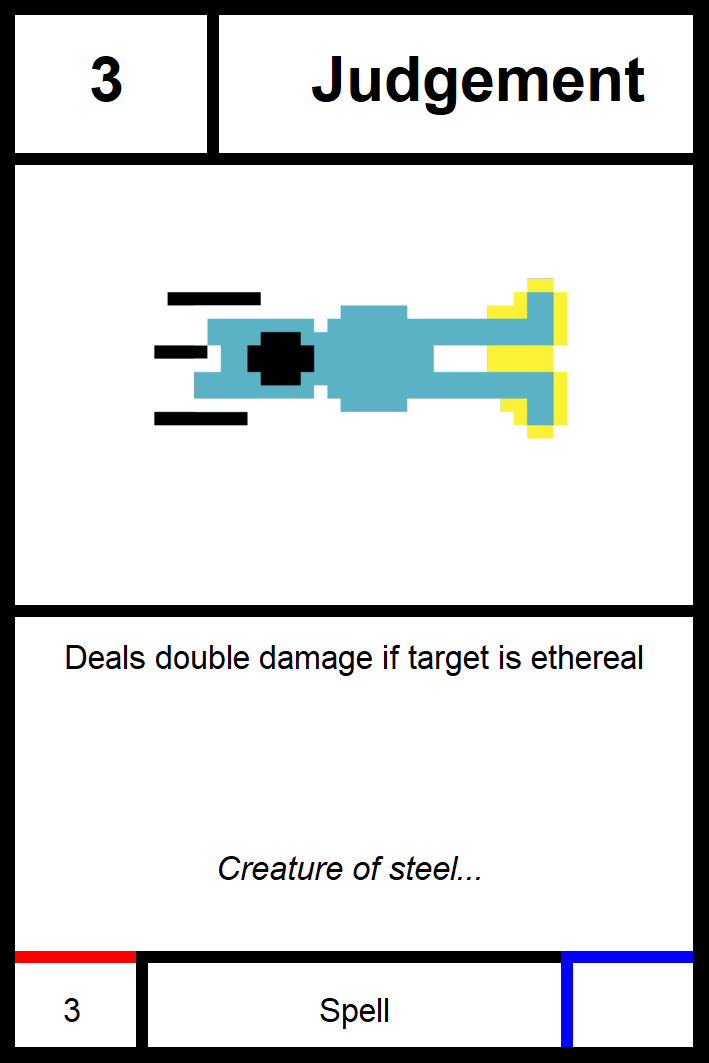 3
Judgement
Deals double damage if target is ethereal
Creature of steel...
3
Spell